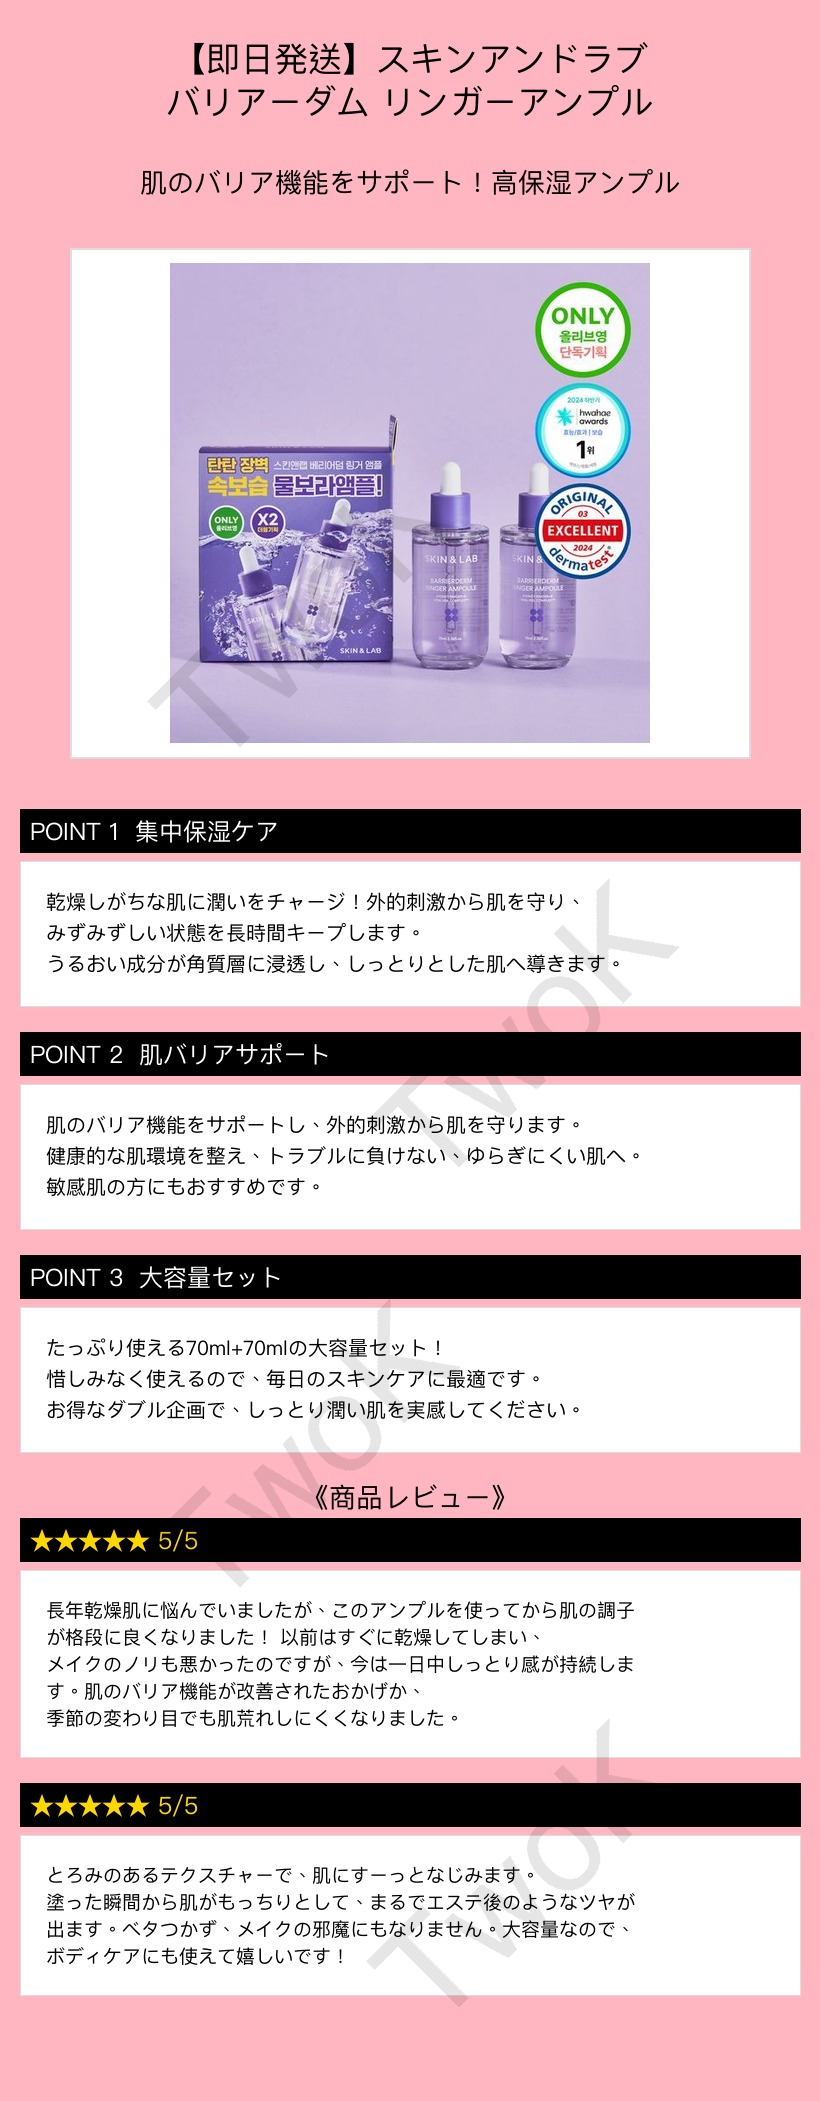 【即日発送】スキンアンドラブ
バリアーダム リンガーアンプル
肌のバリア機能をサポート！高保湿アンプル
ONLY
올리브영
단독기획
2024 하반기
hwahae
awards
효능/효과 | 보습
1위
ORIGINAL
03
EXCELLENT
2024
dermatest
탄탄 장벽 스킨앤랩 베리어덤 링거 앰플
속보습 물보라앰플!
ONLY
올리브영
X2
더블기획
SKIN & LAB
SKIN & LAB
BARRIERDERM
RINGER AMPOULE
SKIN & LAB
BARRIERDERM
RINGER AMPOULE
TwoK
POINT 1 集中保湿ケア
乾燥しがちな肌に潤いをチャージ！外的刺激から肌を守り、
みずみずしい状態を長時間キープします。
うるおい成分が角質層に浸透し、しっとりとした肌へ導きます。
TwoK
POINT 2 肌バリアサポート
肌のバリア機能をサポートし、外的刺激から肌を守ります。
健康的な肌環境を整え、トラブルに負けない、ゆらぎにくい肌へ。
敏感肌の方にもおすすめです。
POINT 3 大容量セット
たっぷり使える70ml+70mlの大容量セット！
惜しみなく使えるので、毎日のスキンケアに最適です。
お得なダブル企画で、しっとり潤い肌を実感してください。
TwoK
《商品レビュー》
★★★★★ 5/5
長年乾燥肌に悩んでいましたが、このアンプルを使ってから肌の調子
が格段に良くなりました！ 以前はすぐに乾燥してしまい、
メイクのノリも悪かったのですが、今は一日中しっとり感が持続しま
す。肌のバリア機能が改善されたおかげか、
季節の変わり目でも肌荒れしにくくなりました。
★★★★★ 5/5
とろみのあるテクスチャーで、肌にすーっとなじみます。
塗った瞬間から肌がもっちりとして、まるでエステ後のようなツヤが
出ます。ベタつかず、メイクの邪魔にもなりません。大容量なので、
ボディケアにも使えて嬉しいです！
TwoK